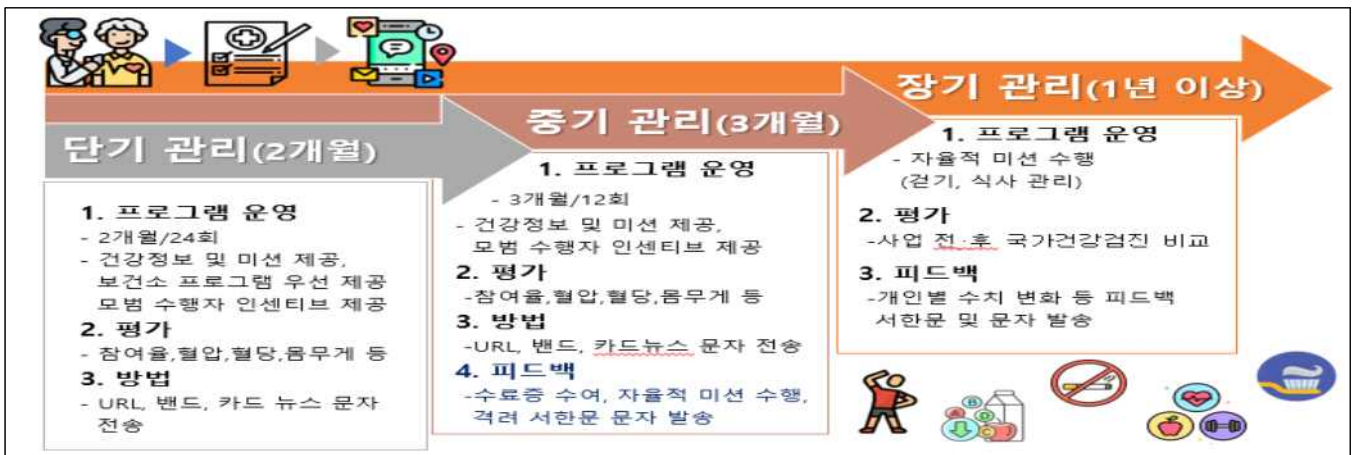 단기 관리(2개월)
1. 프로그램 운영
- 2개월/24회
- 건강정보 및 미션 제공,
보건소 프로그램 우선 제공
모범 수행자 인센티브 제공
2. 평가
- 참여율,혈압,혈당,몸무게 등
3. 방법
- URL, 밴드, 카드 뉴스 문자
전송
중기 관리(3개월)
1. 프로그램 운영
- 3개월/12회
- 건강정보 및 미션 제공,
모범 수행자 인센티브 제공
2. 평가
-참여율,혈압,혈당,몸무게 등
3. 방법
-URL, 밴드, 카드뉴스 문자 전송
4. 피드백
-수료증 수여, 자율적 미션 수행,
격려 서한문 문자 발송
장기 관리(1년 이상)
1. 프로그램 운영
- 자율적 미션 수행
(걷기, 식사 관리)
2. 평가
-사업 전·후 국가건강검진 비교
3. 피드백
-개인별 수치 변화 등 피드백
서한문 및 문자 발송
B
A
D
C